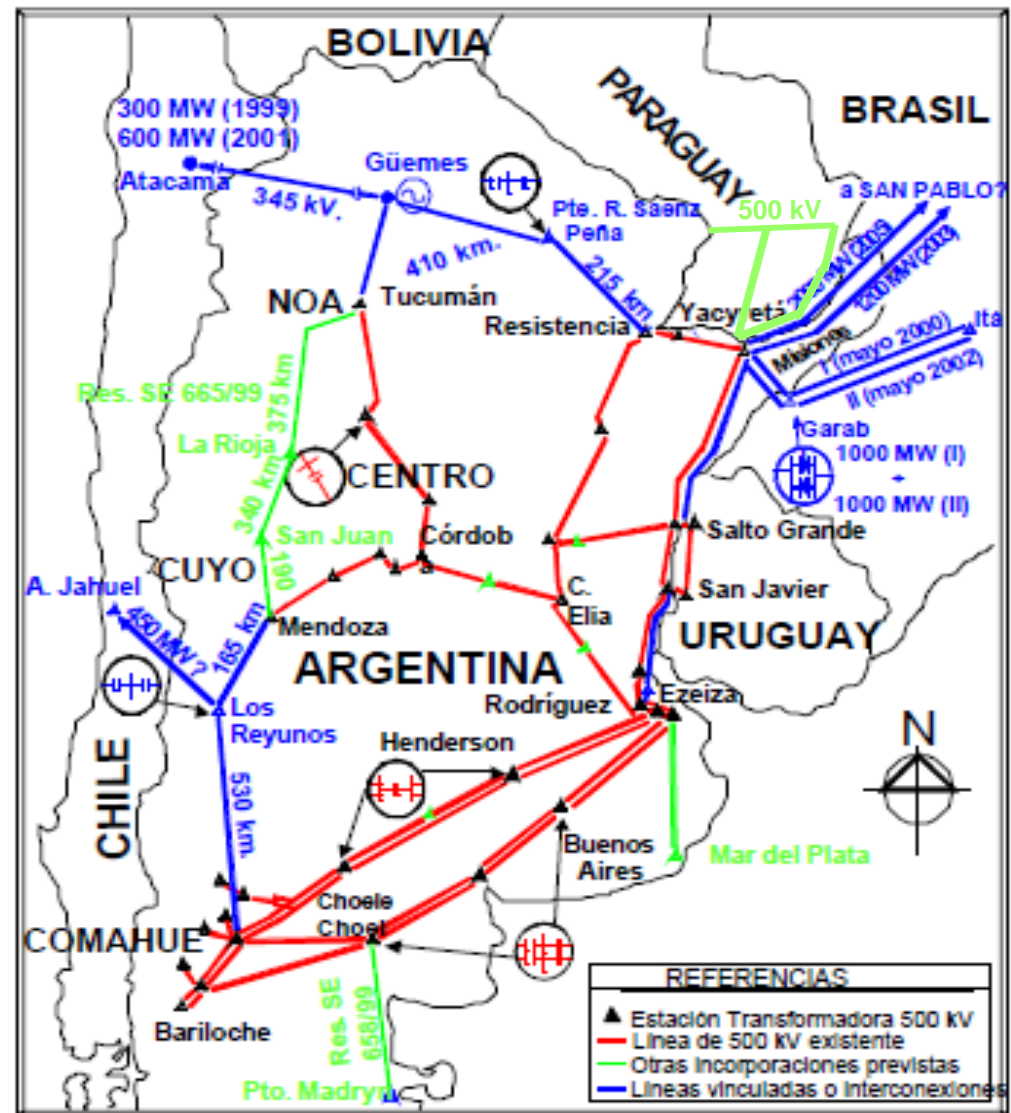 BOLIVIA
PARAGUAY
BRASIL
300 MW (1999)
600 MW (2001)
Atacama
345 kV.
Güemes
410 km.
Pte. R. Saenz
Peña
215 km
500 kV
a SAN PABLO?
1200 MW(2003)
NOA
Tucumán
Resistencia
Yacyretá
Misiones
Itá
I (mayo 2000)
II (mayo 2002)
Garab
1000 MW (I)
+
1000 MW (II)
Res. SE 665/99
375 km
La Rioja
340 km
CENTRO
San Juan
190
Córdob
a
CUYO
A. Jahuel
450 MW ?
165 km
Mendoza
C.
Elia
Salto Grande
San Javier
URUGUAY
ARGENTINA
Los
Reyunos
Rodríguez
Ezeiza
Henderson
CHILE
530 km.
N
Buenos
Aires
Mar del Plata
Choele
Choel
COMAHUE
Bariloche
Res. SE
658/99
Pto. Madryn
REFERENCIAS
Estación Transformadora 500 kV
Línea de 500 kV existente
Otras incorporaciones previstas
Líneas vinculadas o interconexiones